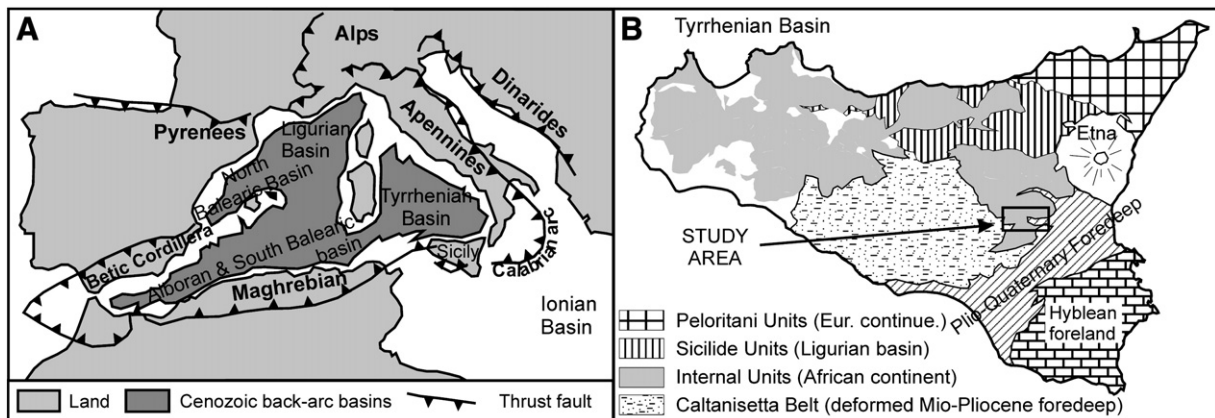 A
Alps
Dinarides
Pyrenees
Ligurian
Basin
Apennines
North
Balearic Basin
Tyrrhenian
Basin
Betic Cordillera
Alboran & South Balearic
basin
Sicily
Calabrian arc
Maghrebian
Ionian
Basin
Land
Cenozoic back-arc basins
Thrust fault
B
Tyrrhenian Basin
Etna
STUDY
AREA
Plio-Quaternary Foredeep
Hyblean
foreland
Peloritani Units (Eur. continue.)
Sicilide Units (Ligurian basin)
Internal Units (African continent)
Caltanisetta Belt (deformed Mio-Pliocene foredeep)